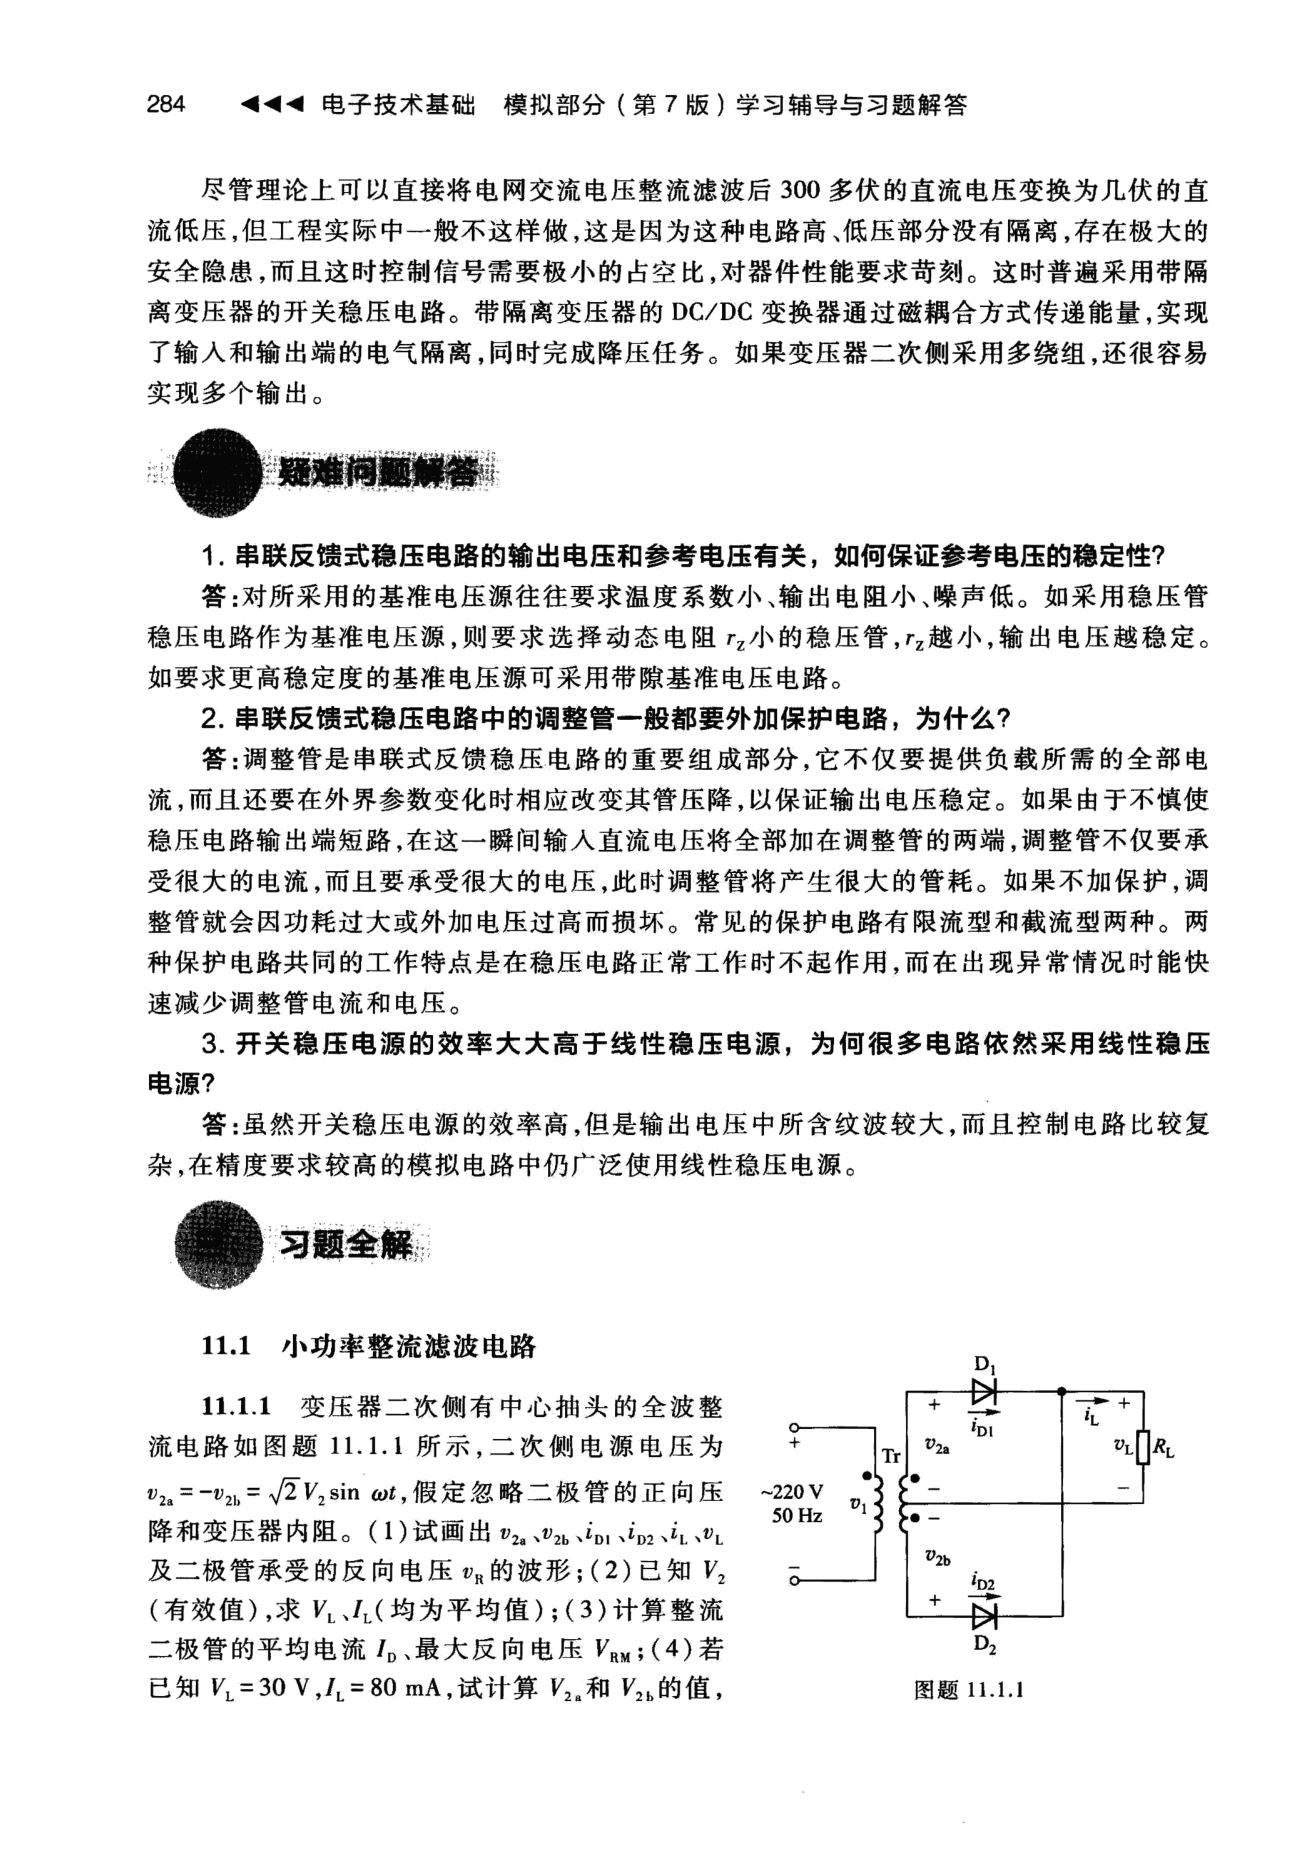 284 ◀◀◀ 电子技术基础 模拟部分(第 7 版)学习辅导与习题解答
尽管理论上可以直接将电网交流电压整流滤波后 300 多伏的直流电压变换为几伏的直
流低压,但工程实际中一般不这样做,这是因为这种电路高、低压部分没有隔离,存在极大的
安全隐患,而且这时控制信号需要极小的占空比,对器件性能要求苛刻。这时普遍采用带隔
离变压器的开关稳压电路。带隔离变压器的 DC/DC 变换器通过磁耦合方式传递能量,实现
了输入和输出端的电气隔离,同时完成降压任务。如果变压器二次侧采用多绕组,还很容易
实现多个输出。
疑难问题解答
1. 串联反馈式稳压电路的输出电压和参考电压有关，如何保证参考电压的稳定性?
答:对所采用的基准电压源往往要求温度系数小、输出电阻小、噪声低。如采用稳压管
稳压电路作为基准电压源,则要求选择动态电阻 r_Z小的稳压管,r_Z越小,输出电压越稳定。
如要求更高稳定度的基准电压源可采用带隙基准电压电路。
2. 串联反馈式稳压电路中的调整管一般都要外加保护电路，为什么?
答:调整管是串联式反馈稳压电路的重要组成部分,它不仅要提供负载所需的全部电
流,而且还要在外界参数变化时相应改变其管压降,以保证输出电压稳定。如果由于不慎使
稳压电路输出端短路,在这一瞬间输入直流电压将全部加在调整管的两端,调整管不仅要承
受很大的电流,而且要承受很大的电压,此时调整管将产生很大的管耗。如果不加保护,调
整管就会因功耗过大或外加电压过高而损坏。常见的保护电路有限流型和截流型两种。两
种保护电路共同的工作特点是在稳压电路正常工作时不起作用,而在出现异常情况时能快
速减少调整管电流和电压。
3. 开关稳压电源的效率大大高于线性稳压电源，为何很多电路依然采用线性稳压
电源?
答:虽然开关稳压电源的效率高,但是输出电压中所含纹波较大,而且控制电路比较复
杂,在精度要求较高的模拟电路中仍广泛使用线性稳压电源。
习题全解
11.1 小功率整流滤波电路
11.1.1 变压器二次侧有中心抽头的全波整
流电路如图题 11.1.1 所示,二次侧电源电压为
v_2a = -v_2b = √2 V_2 sin ωt,假定忽略二极管的正向压
降和变压器内阻。(1)试画出 v_2a、v_2b、i_D1、i_D2、i_L、v_L
及二极管承受的反向电压 v_R 的波形;(2)已知 V_2
(有效值),求 V_L、I_L(均为平均值);(3)计算整流
二极管的平均电流 I_D、最大反向电压 V_RM;(4)若
已知 V_L = 30 V,I_L = 80 mA,试计算 V_2a和 V_2b的值,
D_1
+ i_D1 i_L +
v_2a v_L R_L
+ Tr
~220 V v_1 − −
50 Hz −
v_2b
− i_D2
+
D_2
图题 11.1.1